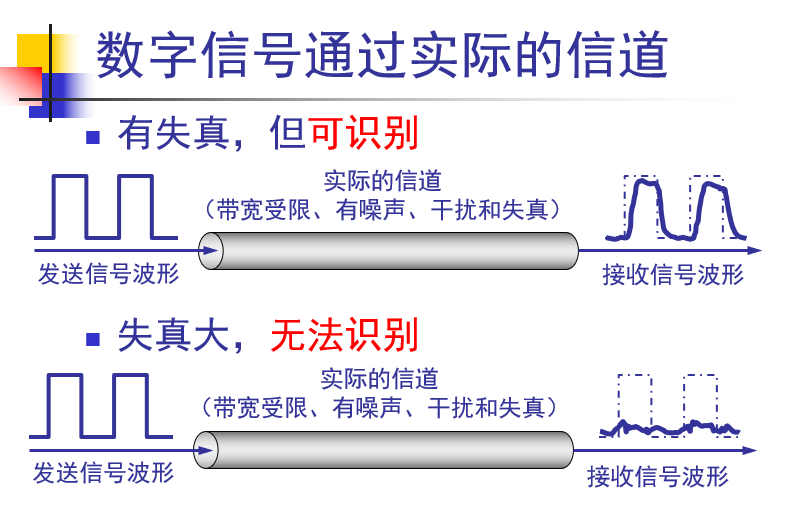 数字信号通过实际的信道
有失真，但可识别
实际的信道
（带宽受限、有噪声、干扰和失真）
发送信号波形
接收信号波形
失真大，无法识别
实际的信道
（带宽受限、有噪声、干扰和失真）
发送信号波形
接收信号波形